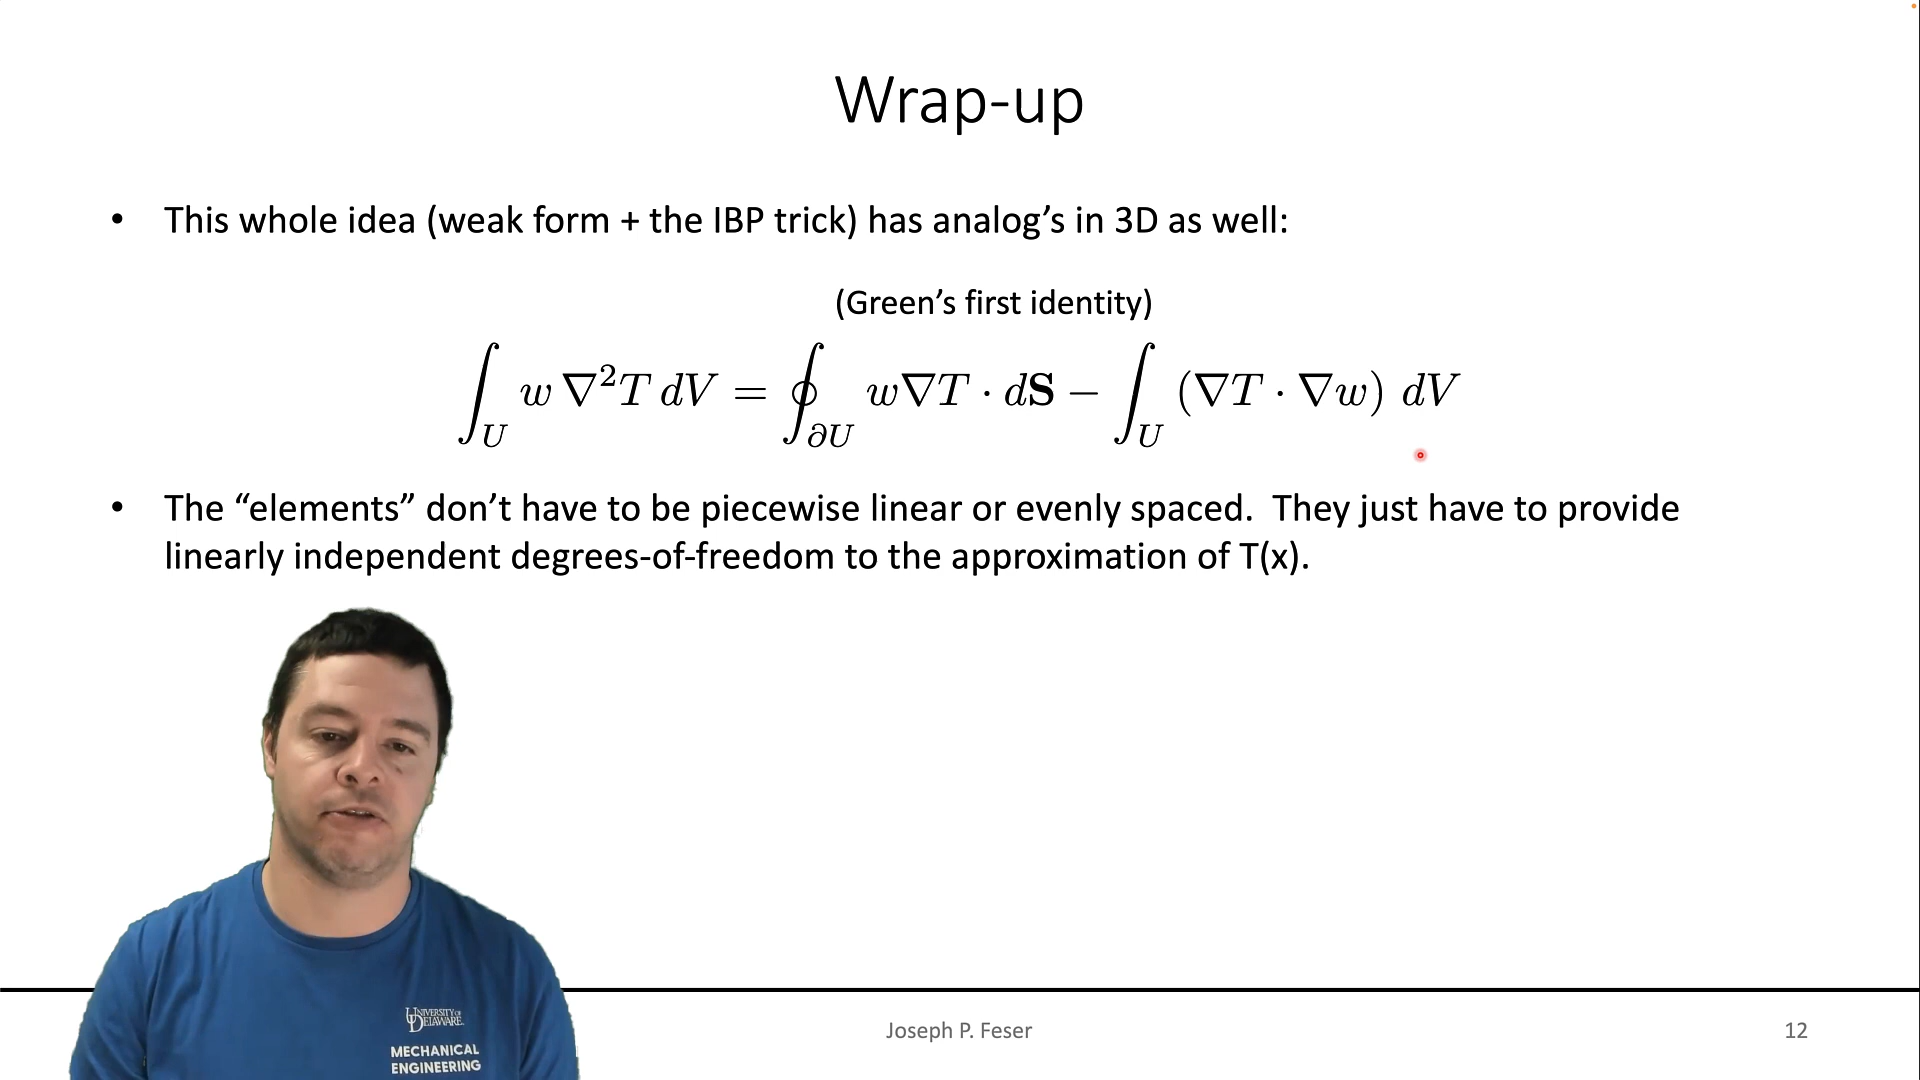 Wrap-up
• This whole idea (weak form + the IBP trick) has analog’s in 3D as well:
(Green’s first identity)
∫_U w ∇²T dV = ∮_∂U w∇T · d𝐒 − ∫_U (∇T · ∇w) dV
• The “elements” don’t have to be piecewise linear or evenly spaced.  They just have to provide
linearly independent degrees-of-freedom to the approximation of T(x).
UNIVERSITY OF
DELAWARE.
MECHANICAL
ENGINEERING
Joseph P. Feser
12